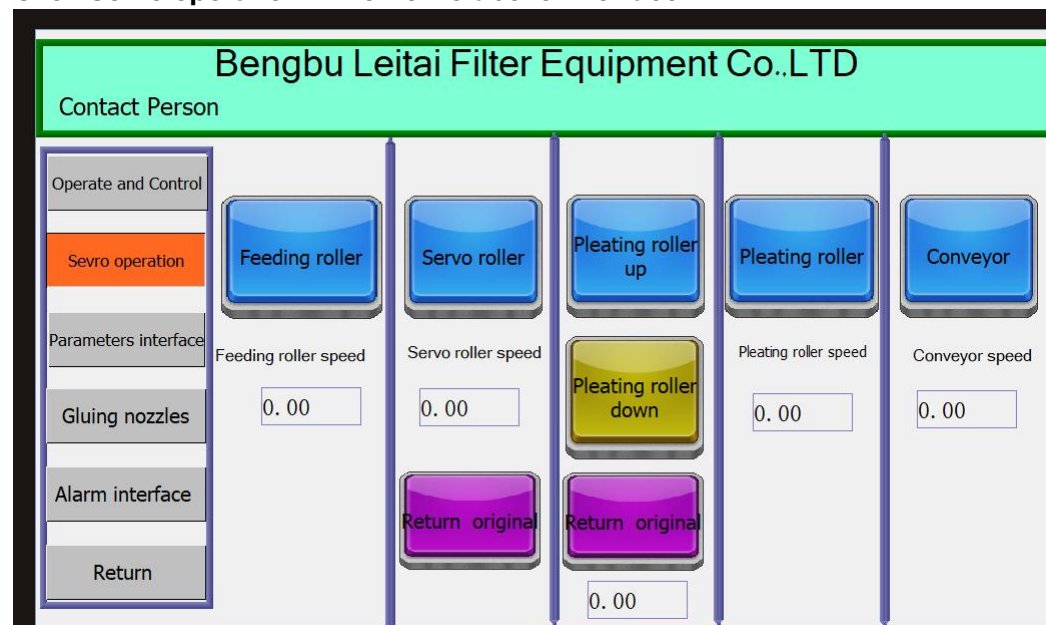 Bengbu Leitai Filter Equipment Co.,LTD
Contact Person
Operate and Control
Sevro operation
Parameters interface
Gluing nozzles
Alarm interface
Return
Feeding roller
Feeding roller speed
0.00
Servo roller
Servo roller speed
0.00
Return original
Pleating roller
up
Pleating roller
down
Return original
0.00
Pleating roller
Pleating roller speed
0.00
Conveyor
Conveyor speed
0.00